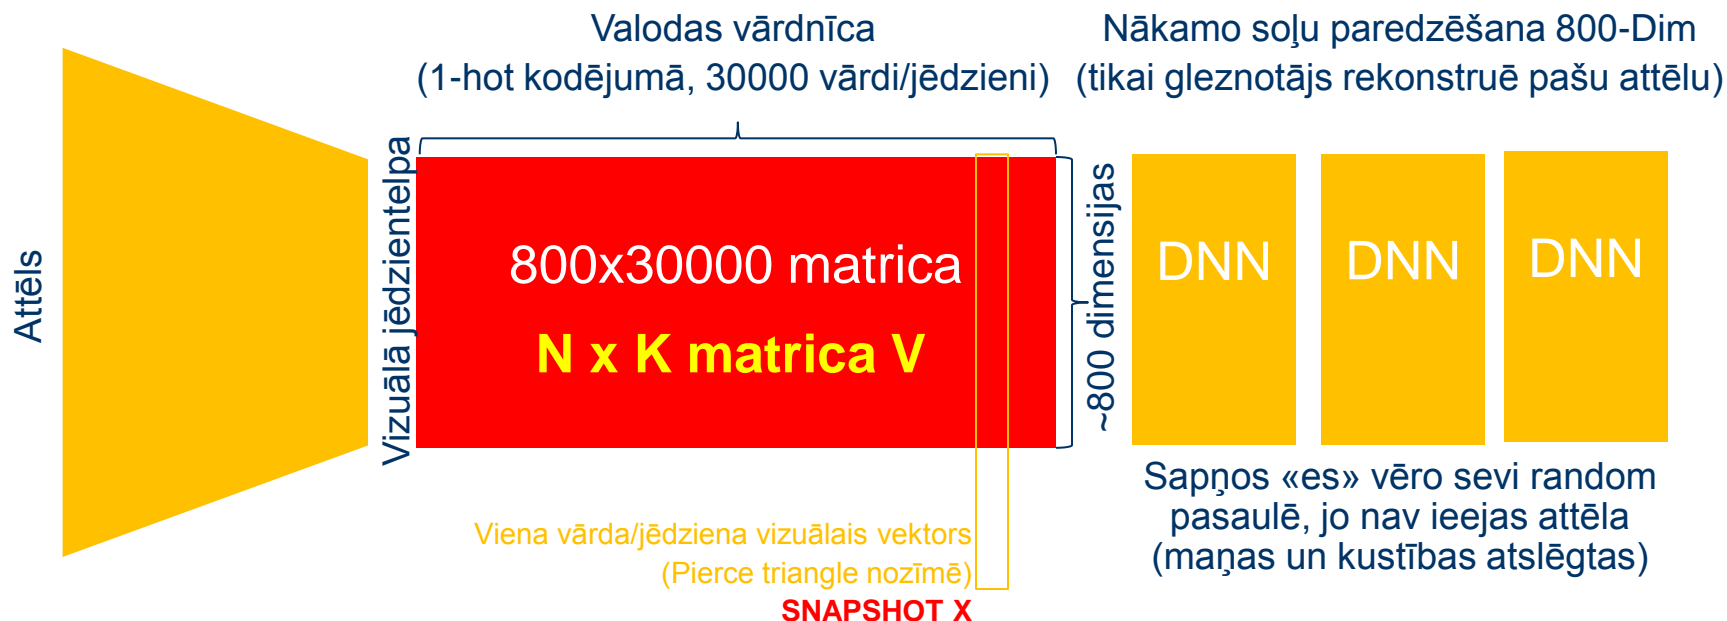 Valodas vārdnīca
(1-hot kodējumā, 30000 vārdi/jēdzieni)
Nākamo soļu paredzēšana 800-Dim
(tikai gleznotājs rekonstruē pašu attēlu)
Attēls
Vizuālā jēdzientelpa
800x30000 matrica
N x K matrica V
~800 dimensijas
DNN
DNN
DNN
Viena vārda/jēdziena vizuālais vektors
(Pierce triangle nozīmē)
SNAPSHOT X
Sapņos «es» vēro sevi random
pasaulē, jo nav ieejas attēla
(maņas un kustības atslēgtas)